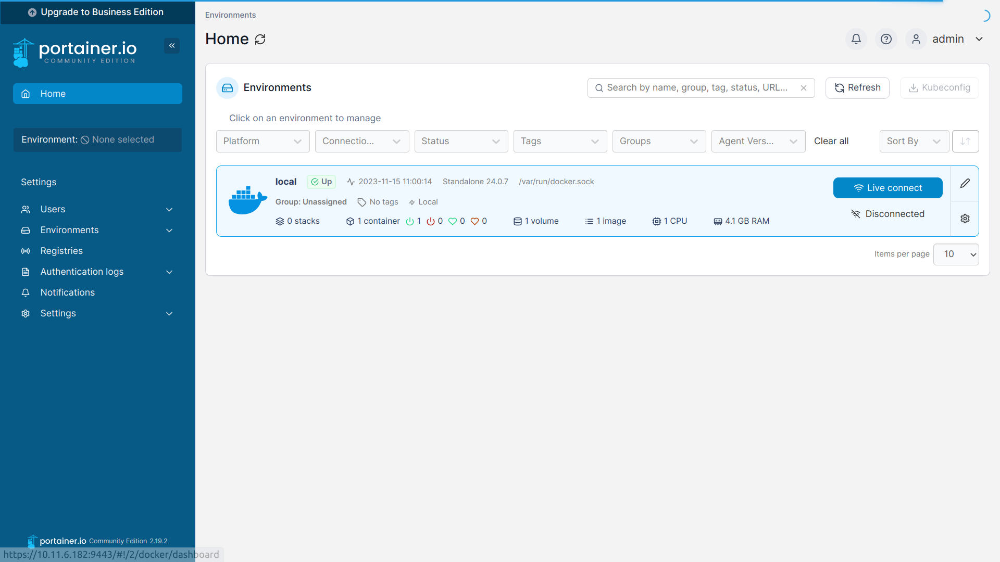 Upgrade to Business Edition
portainer.io
COMMUNITY EDITION
Home
Environment: None selected
Settings
Users
Environments
Registries
Authentication logs
Notifications
Settings
portainer.io Community Edition 2.19.2
https://10.11.6.182:9443/#!/2/docker/dashboard
Environments
Home
admin
Environments
Search by name, group, tag, status, URL...
Refresh
Kubeconfig
Click on an environment to manage
Platform
Connectio...
Status
Tags
Groups
Agent Vers...
Clear all
Sort By
local Up 2023-11-15 11:00:14 Standalone 24.0.7 /var/run/docker.sock
Group: Unassigned No tags Local
0 stacks 1 container 1 0 0 0 1 volume 1 image 1 CPU 4.1 GB RAM
Live connect
Disconnected
Items per page 10